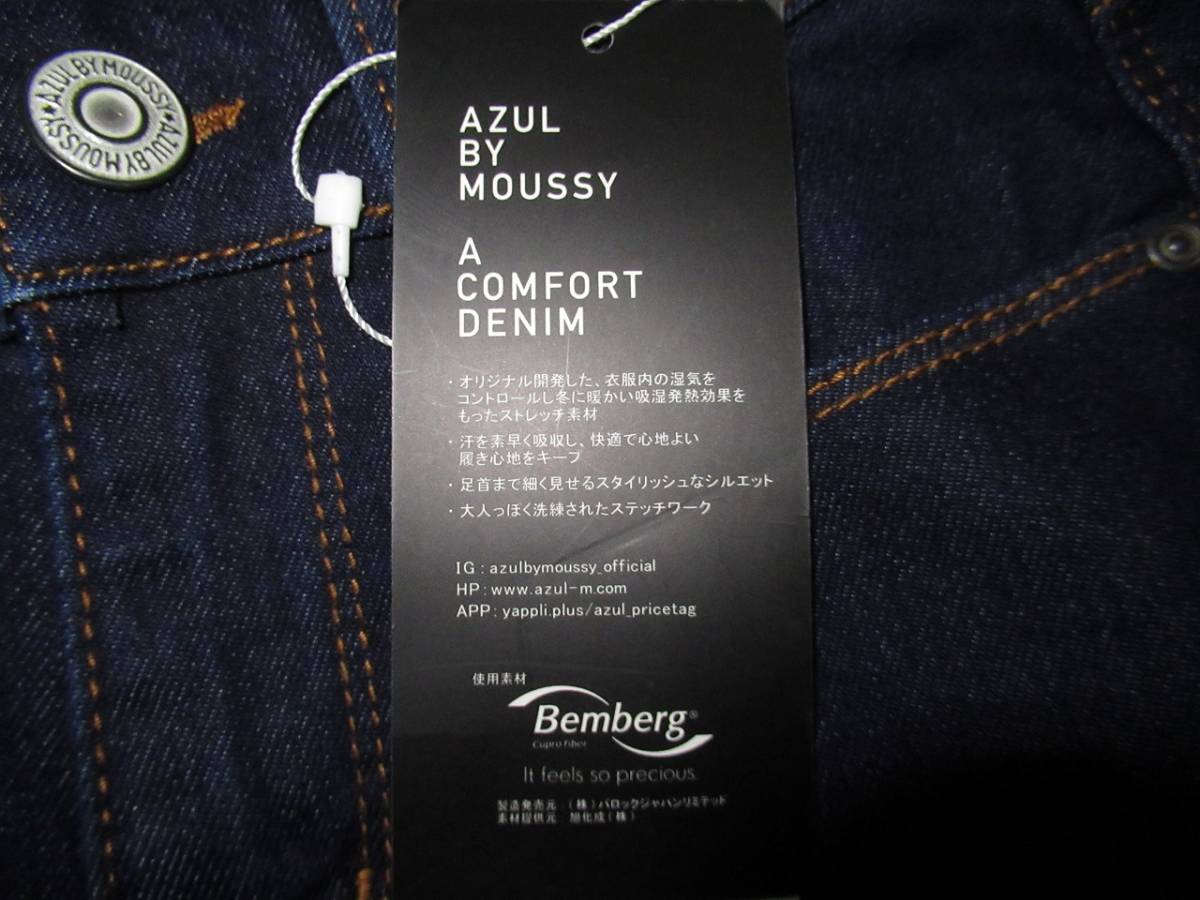 AZUL BY MOUSSY★AZUL BY MOUSSY★
AZUL
BY
MOUSSY
A
COMFORT
DENIM
・オリジナル開発した、衣服内の湿気を
コントロールし冬に暖かい吸湿発熱効果を
もったストレッチ素材
・汗を素早く吸収し、快適で心地よい
履き心地をキープ
・足首まで細く見せるスタイリッシュなシルエット
・大人っぽく洗練されたステッチワーク
IG:azulbymoussy_official
HP:www.azul-m.com
APP:yappli.plus/azul_pricetag
使用素材
Bemberg®
Cupro fiber
It feels so precious.
製造発売元 (株)バロックジャパンリミテッド
素材提供元 旭化成(株)